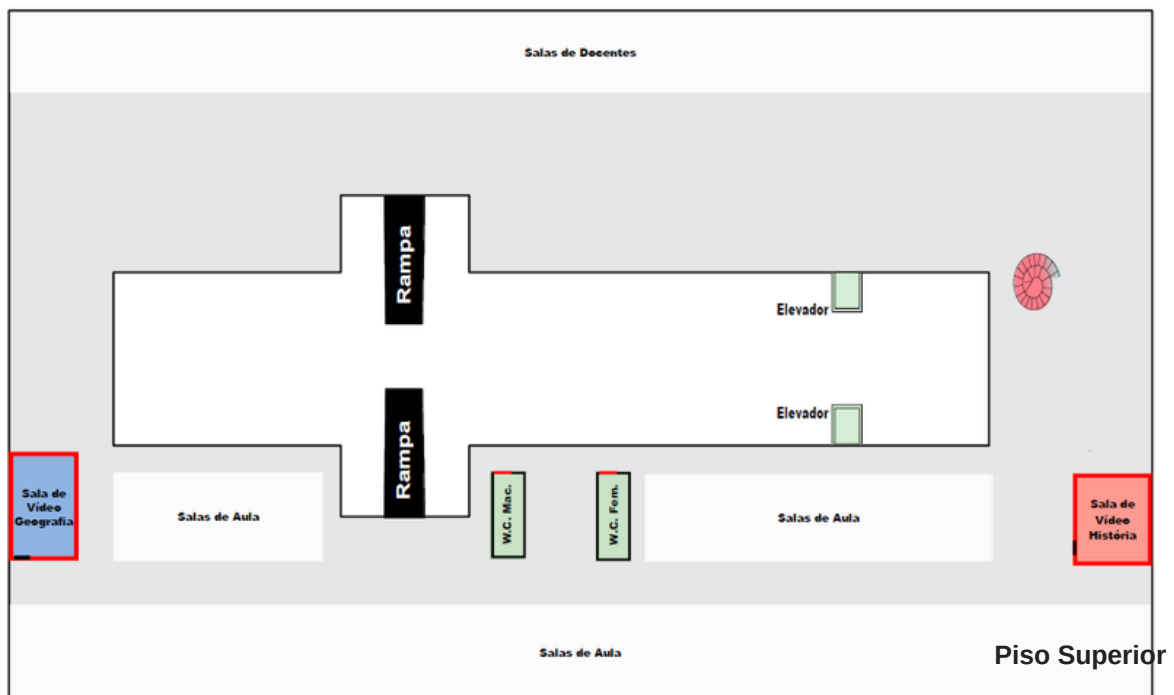 Salas de Docentes
Rampa
Elevador
Elevador
Rampa
Sala de
Vídeo
Geografia
Salas de Aula
W.C. Mac.
W.C. Fem.
Salas de Aula
Sala de
Vídeo
História
Salas de Aula
Piso Superior